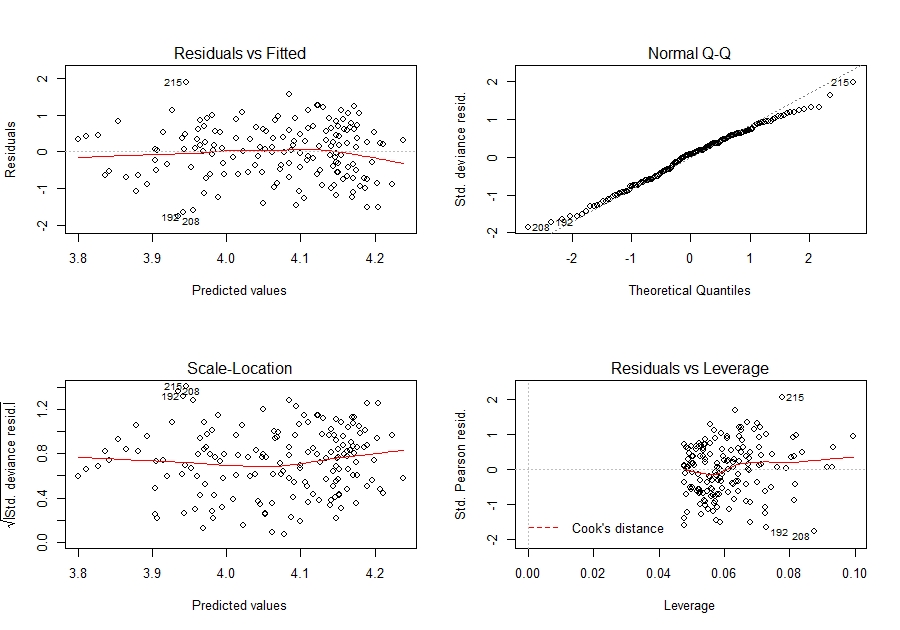 Residuals vs Fitted
Residuals
2
1
0
-1
-2
215
192
208
3.8 3.9 4.0 4.1 4.2
Predicted values
Normal Q-Q
Std. deviance resid.
2
1
0
-1
-2
215
192
208
-2 -1 0 1 2
Theoretical Quantiles
Scale-Location
√|Std. deviance resid.|
1.2
0.8
0.4
0.0
215
208
192
3.8 3.9 4.0 4.1 4.2
Predicted values
Residuals vs Leverage
Std. Pearson resid.
2
1
0
-1
-2
215
192
208
Cook's distance
0.00 0.02 0.04 0.06 0.08 0.10
Leverage